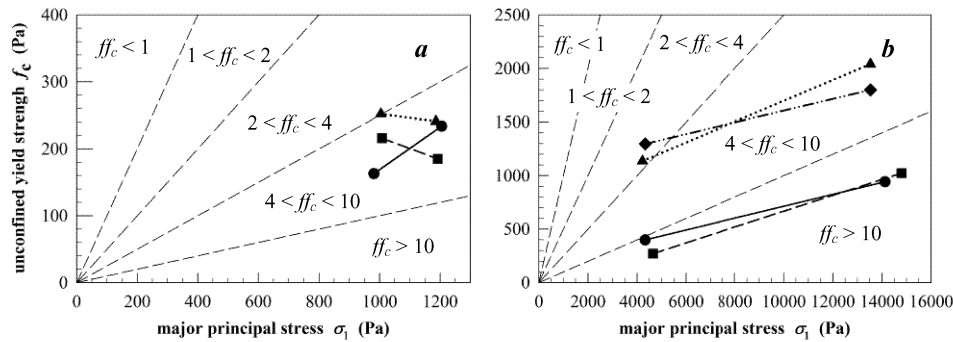 400
300
200
100
0
unconfined yield strengh fc (Pa)
ffc < 1
1 < ffc < 2
a
2 < ffc < 4
4 < ffc < 10
ffc > 10
0 200 400 600 800 1000 1200
major principal stress σ1 (Pa)
2500
2000
1500
1000
500
0
ffc < 1
2 < ffc < 4
b
1 < ffc < 2
4 < ffc < 10
ffc > 10
0 2000 4000 6000 8000 10000 12000 14000 16000
major principal stress σ1 (Pa)